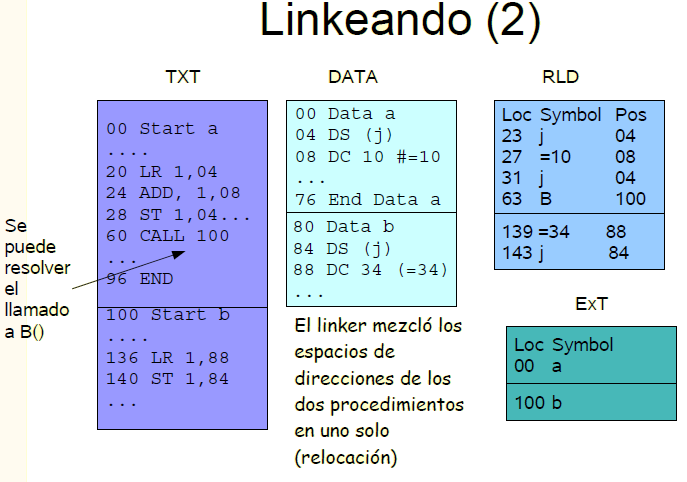 Linkeando (2)
TXT
DATA
RLD
00 Start a
....
20 LR 1,04
24 ADD, 1,08
28 ST 1,04...
60 CALL 100
...
96 END
100 Start b
....
136 LR 1,88
140 ST 1,84
...
00 Data a
04 DS (j)
08 DC 10 #=10
...
76 End Data a
80 Data b
84 DS (j)
88 DC 34 (=34)
...
Loc Symbol Pos
23 j 04
27 =10 08
31 j 04
63 B 100
139 =34 88
143 j 84
Se
puede
resolver
el
llamado
a B()
El linker mezcló los
espacios de
direcciones de los
dos procedimientos
en uno solo
(relocación)
ExT
Loc Symbol
00 a
100 b